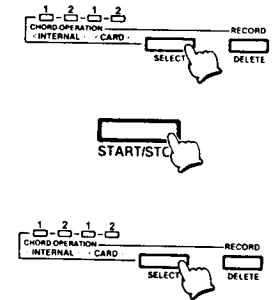 1 - 2 - 1 - 2
CHORD OPERATION
RECORD
<INTERNAL · · CARD ·
SELECT
DELETE
START/STO
1 - 2 - 1 - 2
CHORD OPERATION
RECORD
INTERNAL · · CARD ·
SELECT
DELETE